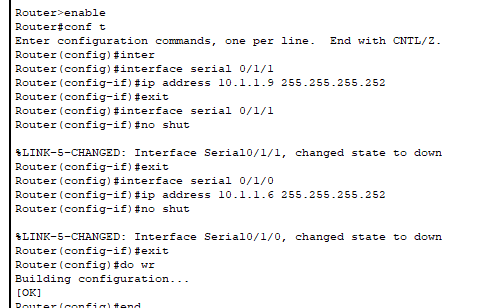 Router>enable
Router#conf t
Enter configuration commands, one per line.  End with CNTL/Z.
Router(config)#inter
Router(config)#interface serial 0/1/1
Router(config-if)#ip address 10.1.1.9 255.255.255.252
Router(config-if)#exit
Router(config)#interface serial 0/1/1
Router(config-if)#no shut
%LINK-5-CHANGED: Interface Serial0/1/1, changed state to down
Router(config-if)#exit
Router(config)#interface serial 0/1/0
Router(config-if)#ip address 10.1.1.6 255.255.255.252
Router(config-if)#no shut
%LINK-5-CHANGED: Interface Serial0/1/0, changed state to down
Router(config-if)#exit
Router(config)#do wr
Building configuration...
[OK]
Router(config)#end